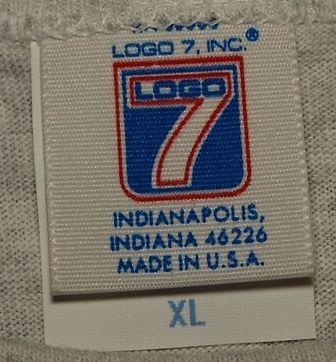 LOGO 7, INC.®
LOGO
7
INDIANAPOLIS,
INDIANA 46226
MADE IN U.S.A.
XL